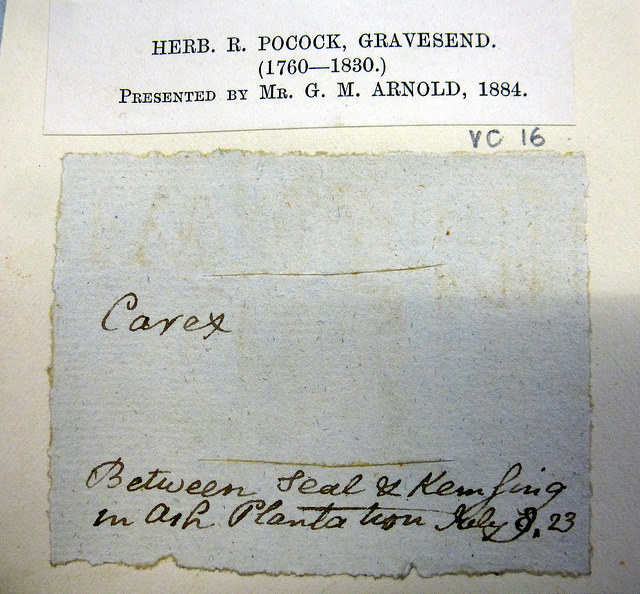 HERB. R. POCOCK, GRAVESEND.
(1760—1830.)
PRESENTED BY MR. G. M. ARNOLD, 1884.
VC 16
Carex
Between Seal & Kemsing
in Ash Plantation July 9. 23